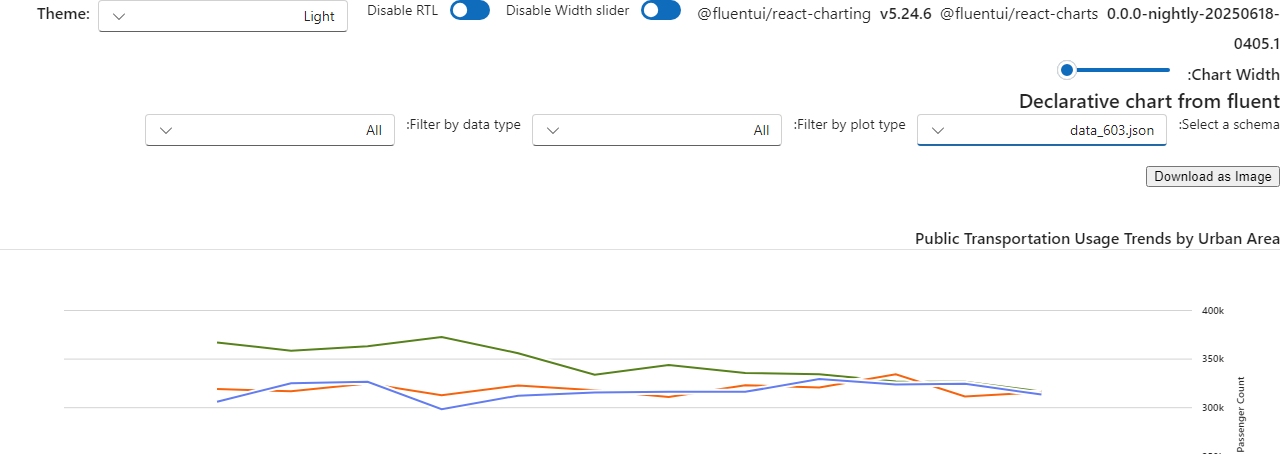 Theme: Light Disable RTL Disable Width slider @fluentui/react-charting v5.24.6 @fluentui/react-charts 0.0.0-nightly-20250618-
0405.1
:Chart Width
Declarative chart from fluent
:Select a schema data_603.json :Filter by plot type All :Filter by data type All
Download as Image
Public Transportation Usage Trends by Urban Area
400k
350k
300k
Passenger Count